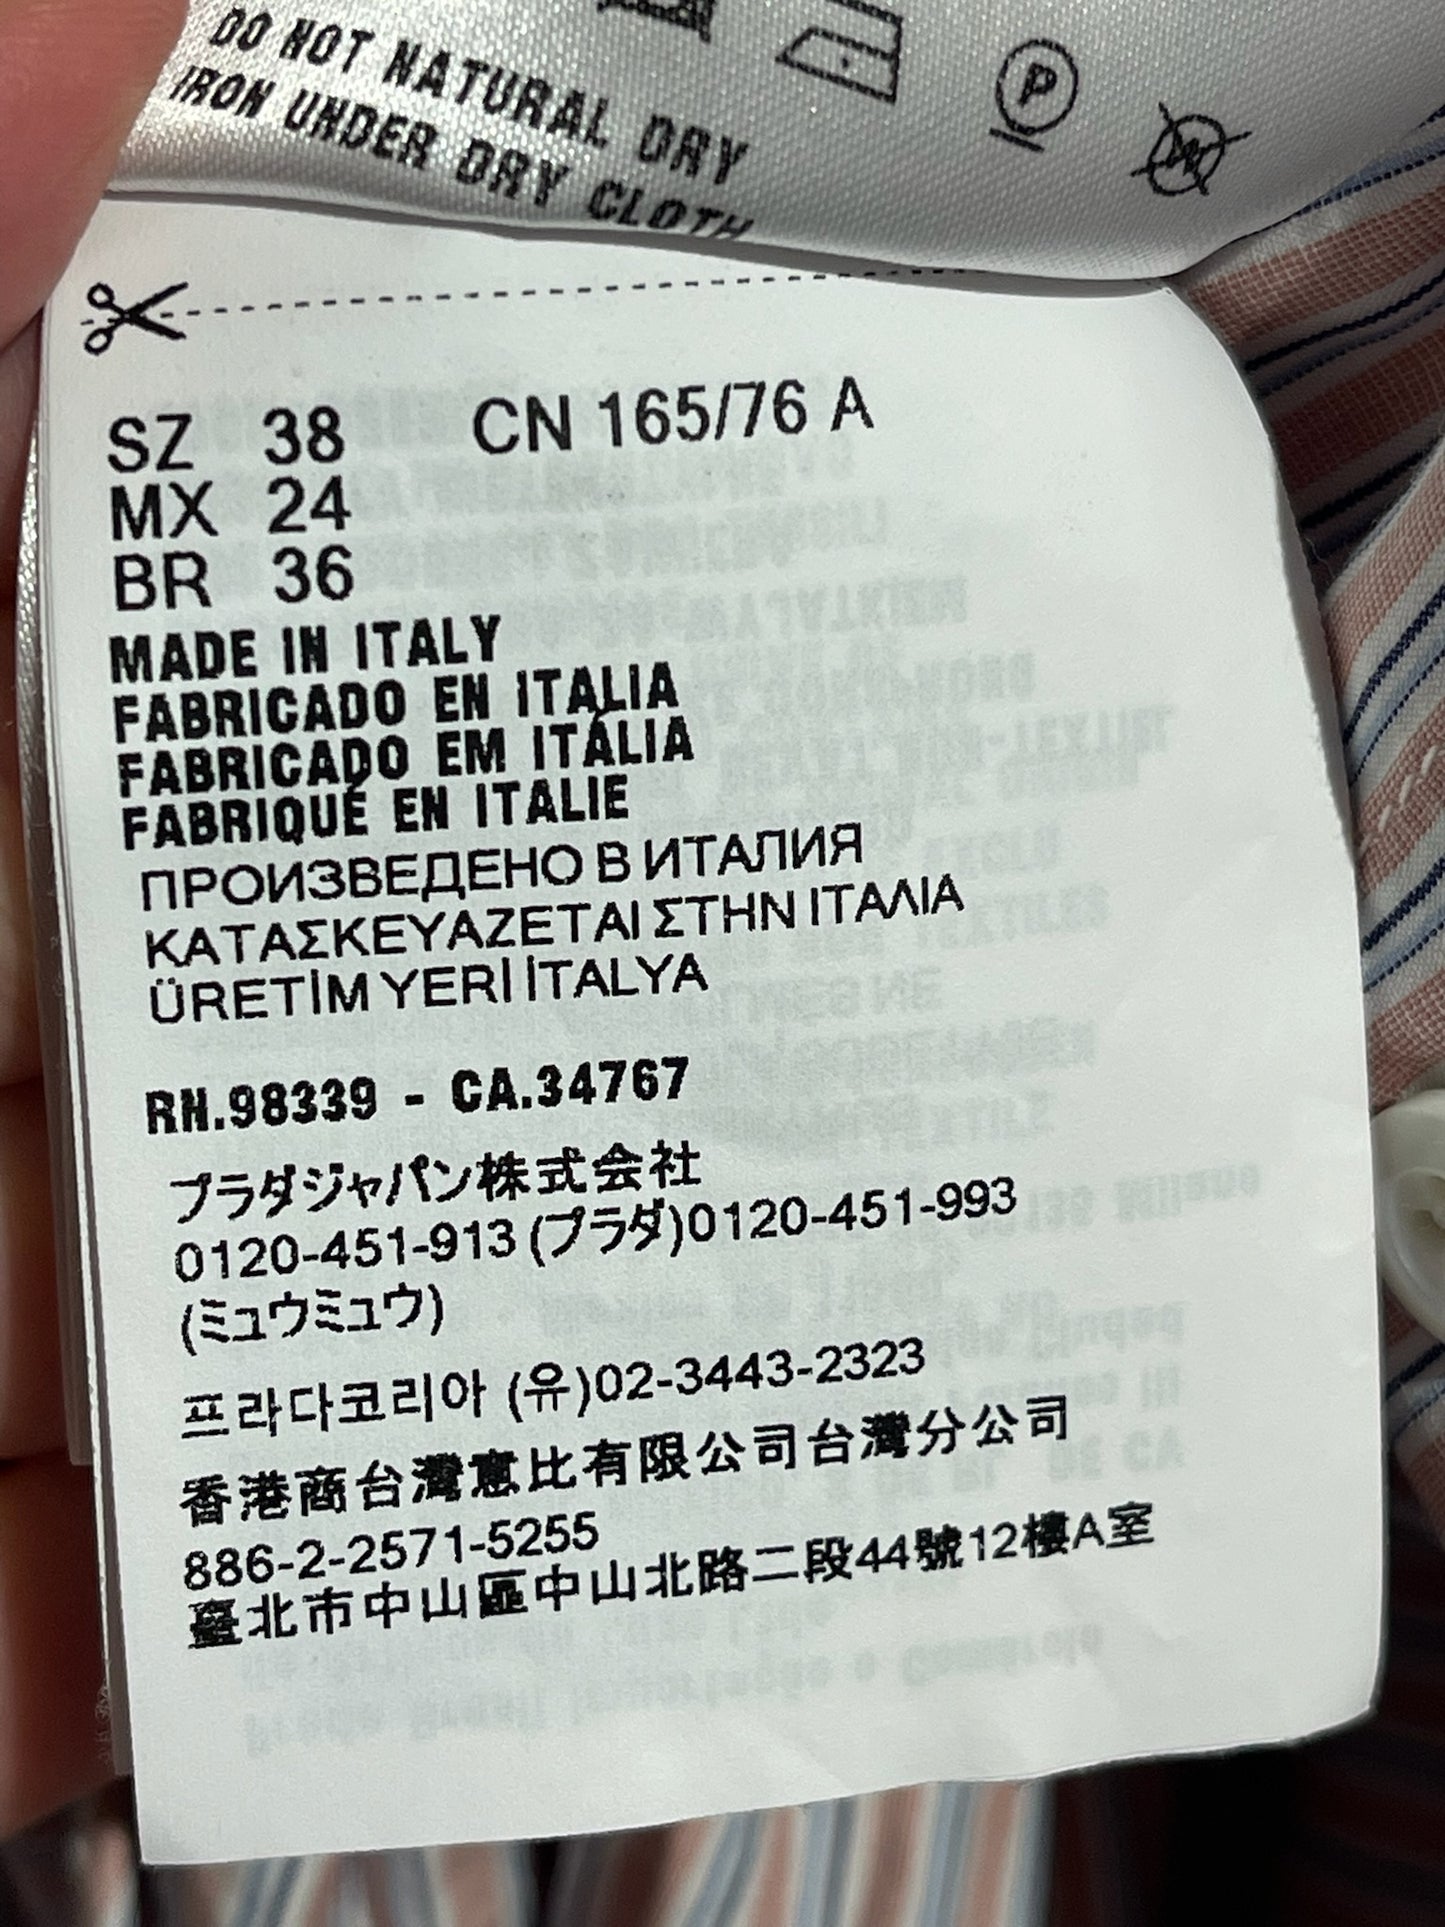 DO NOT NATURAL DRY
IRON UNDER DRY CLOTH
P
W
SZ 38 CN 165/76 A
MX 24
BR 36
MADE IN ITALY
FABRICADO EN ITALIA
FABRICADO EM ITÁLIA
FABRIQUÉ EN ITALIE
ПРОИЗВЕДЕНО В ИТАЛИЯ
ΚΑΤΑΣΚΕΥΑΖΕΤΑΙ ΣΤΗΝ ΙΤΑΛΙΑ
ÜRETİM YERİ İTALYA
RN.98339 - CA.34767
プラダジャパン株式会社
0120-451-913 (プラダ)0120-451-993
(ミュウミュウ)
프라다코리아 (유)02-3443-2323
香港商台灣意比有限公司台灣分公司
886-2-2571-5255
臺北市中山區中山北路二段44號12樓A室